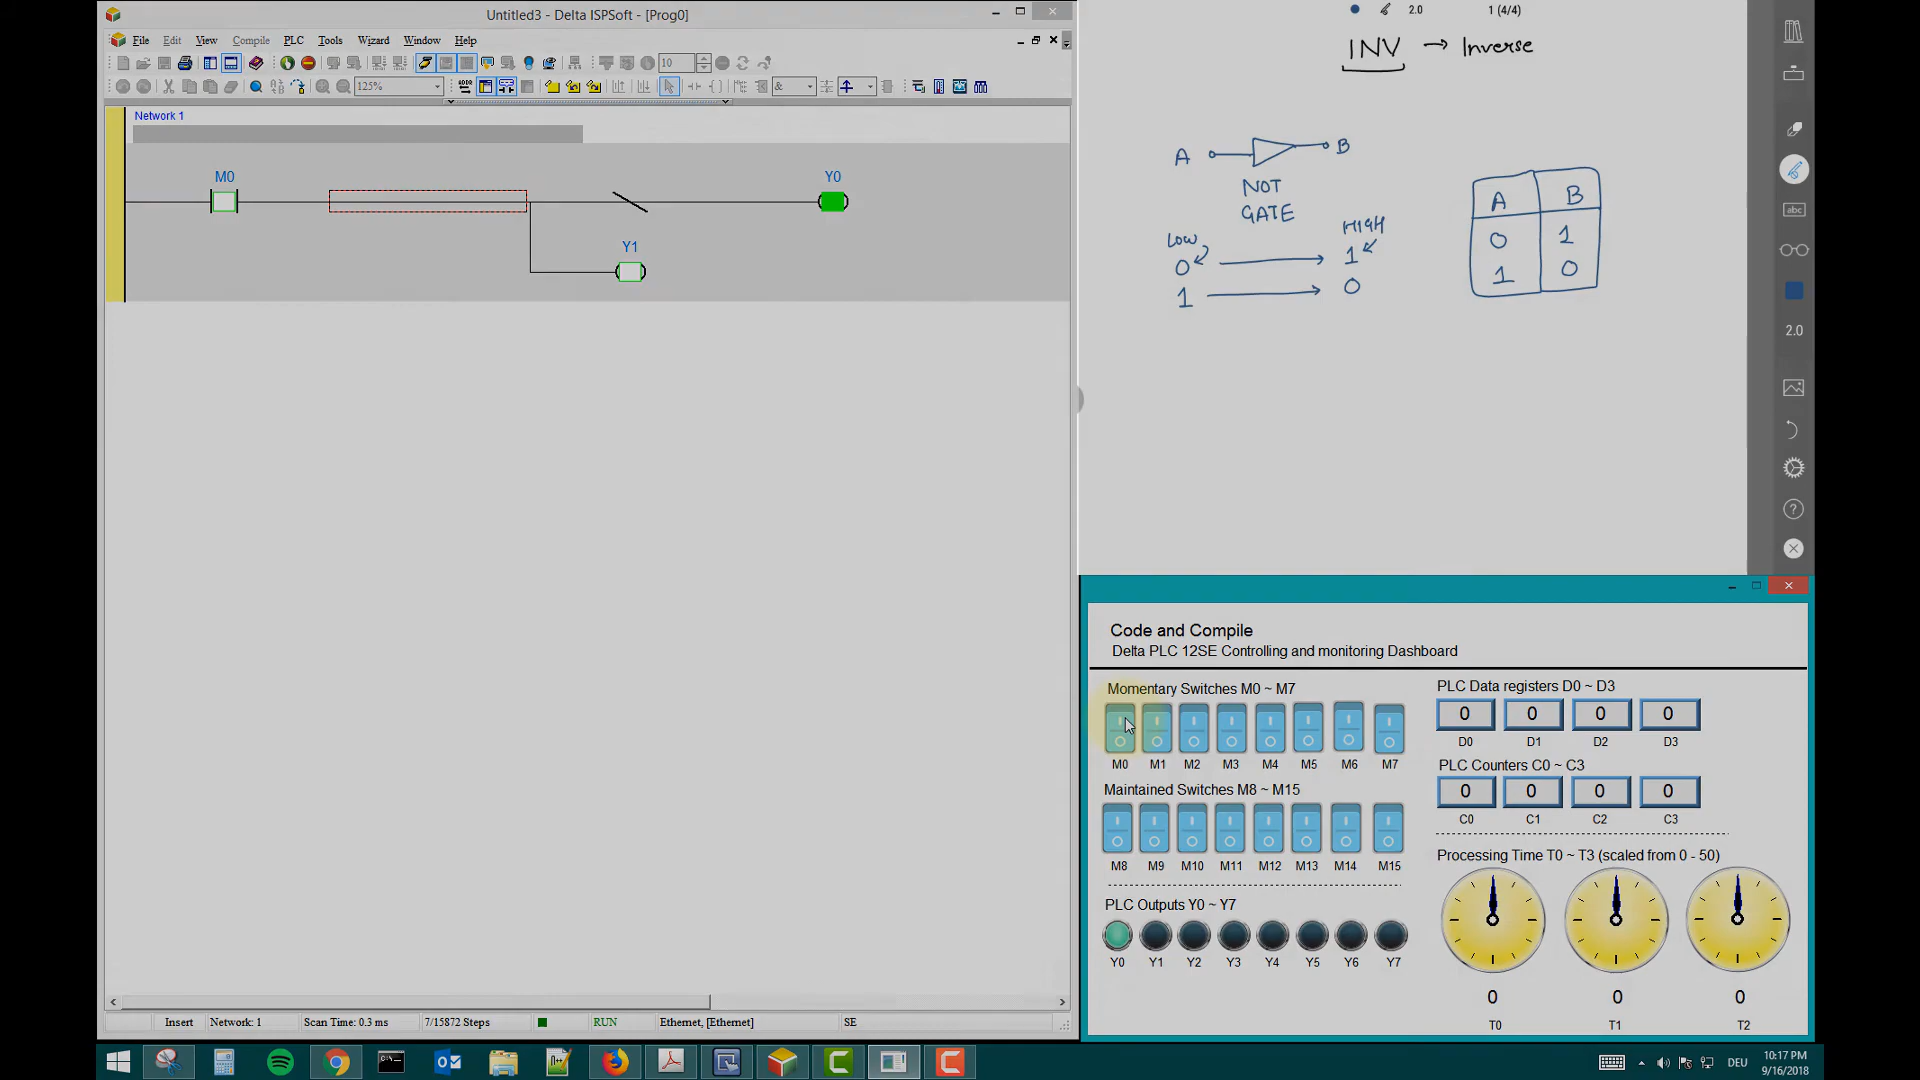 Untitled3 - Delta ISPSoft - [Prog0]
File Edit View Compile PLC Tools Wizard Window Help
10
125%
&
Network 1
M0
Y0
Y1
2.0 1 (4/4)
INV → Inverse
A B
NOT
GATE
LOW HIGH
0 1
1 0
A B
0 1
1 0
abc
2.0
Code and Compile
Delta PLC 12SE Controlling and monitoring Dashboard
Momentary Switches M0 ~ M7
M0 M1 M2 M3 M4 M5 M6 M7
Maintained Switches M8 ~ M15
M8 M9 M10 M11 M12 M13 M14 M15
PLC Outputs Y0 ~ Y7
Y0 Y1 Y2 Y3 Y4 Y5 Y6 Y7
PLC Data registers D0 ~ D3
0 0 0 0
D0 D1 D2 D3
PLC Counters C0 ~ C3
0 0 0 0
C0 C1 C2 C3
Processing Time T0 ~ T3 (scaled from 0 - 50)
0 0 0
T0 T1 T2
Insert Network: 1 Scan Time: 0.3 ms 7/15872 Steps RUN Ethernet, [Ethernet] SE
DEU
10:17 PM
9/16/2018